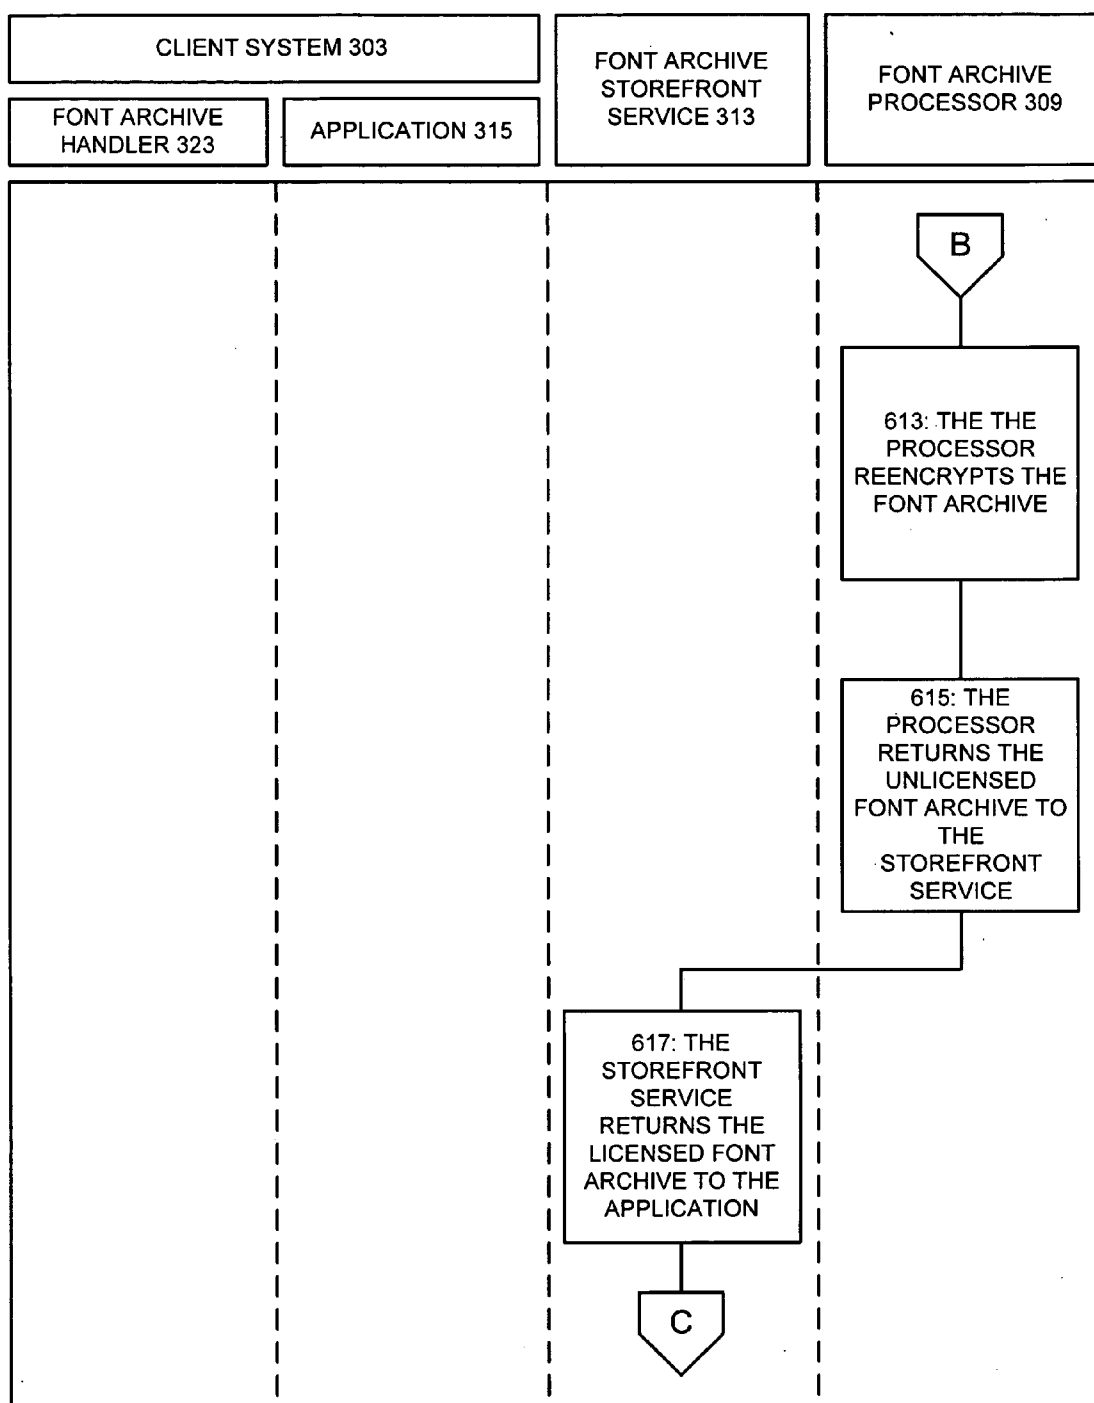 CLIENT SYSTEM 303
FONT ARCHIVE
HANDLER 323
APPLICATION 315
FONT ARCHIVE
STOREFRONT
SERVICE 313
FONT ARCHIVE
PROCESSOR 309
B
613: THE THE
PROCESSOR
REENCRYPTS THE
FONT ARCHIVE
615: THE
PROCESSOR
RETURNS THE
UNLICENSED
FONT ARCHIVE TO
THE
STOREFRONT
SERVICE
617: THE
STOREFRONT
SERVICE
RETURNS THE
LICENSED FONT
ARCHIVE TO THE
APPLICATION
C